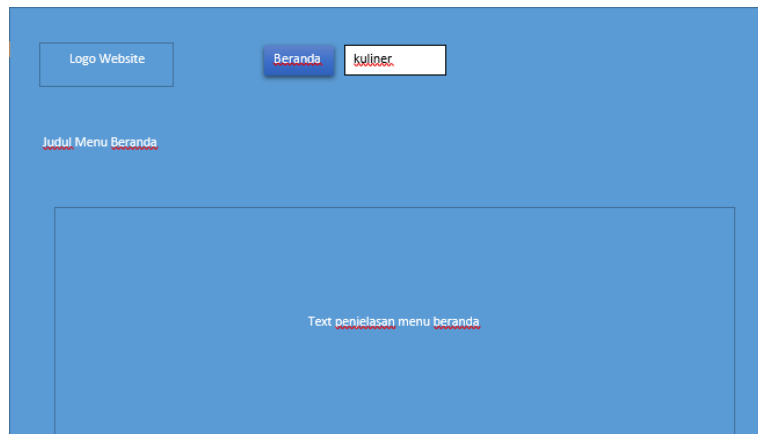 Logo Website
Beranda
kuliner
Judul Menu Beranda
Text penjelasan menu beranda